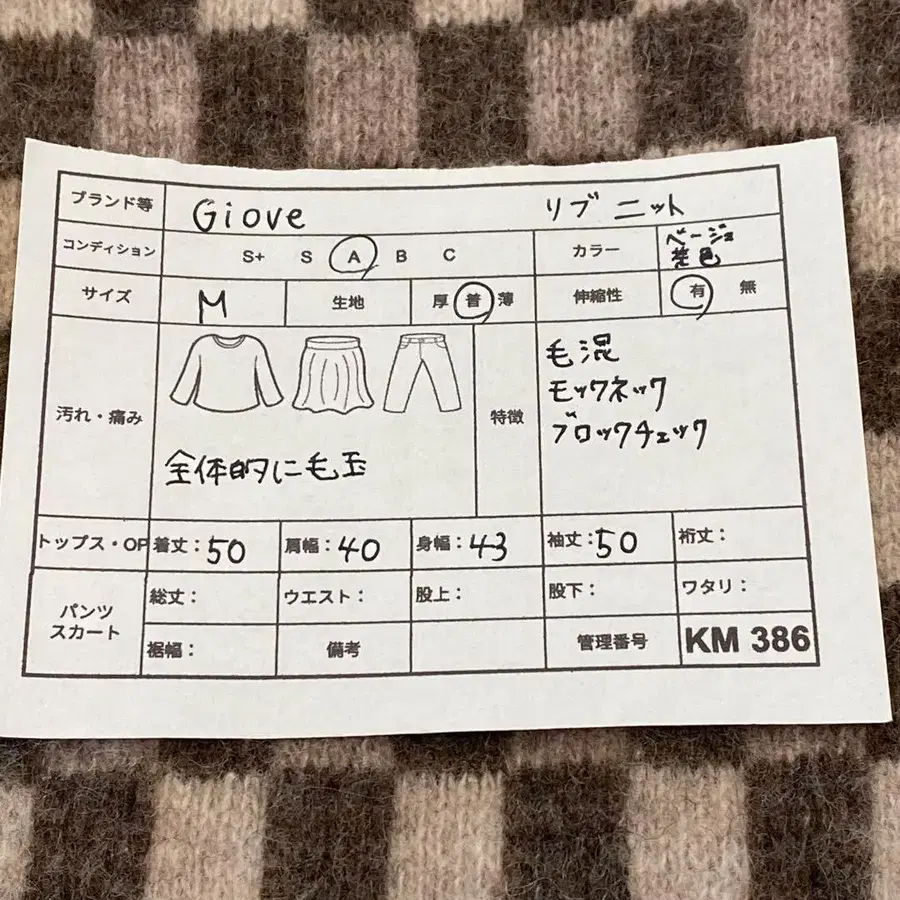 ブランド等 Giove リブ ニット
コンディション S+ S A B C カラー ベージュ
茶色
サイズ M 生地 厚 普 薄 伸縮性 有 無
汚れ・痛み 全体的に毛玉 特徴 毛混
モックネック
ブロックチェック
トップス・OP 着丈：50 肩幅：40 身幅：43 袖丈：50 裄丈：
パンツ
スカート
総丈： ウエスト： 股上： 股下： ワタリ：
裾幅： 備考 管理番号 KM 386